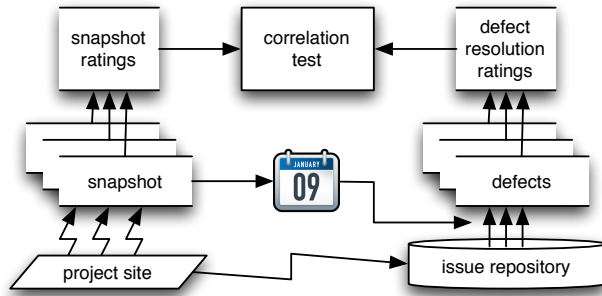 snapshot
ratings
correlation
test
defect
resolution
ratings
snapshot
JANUARY
09
defects
project site
issue repository